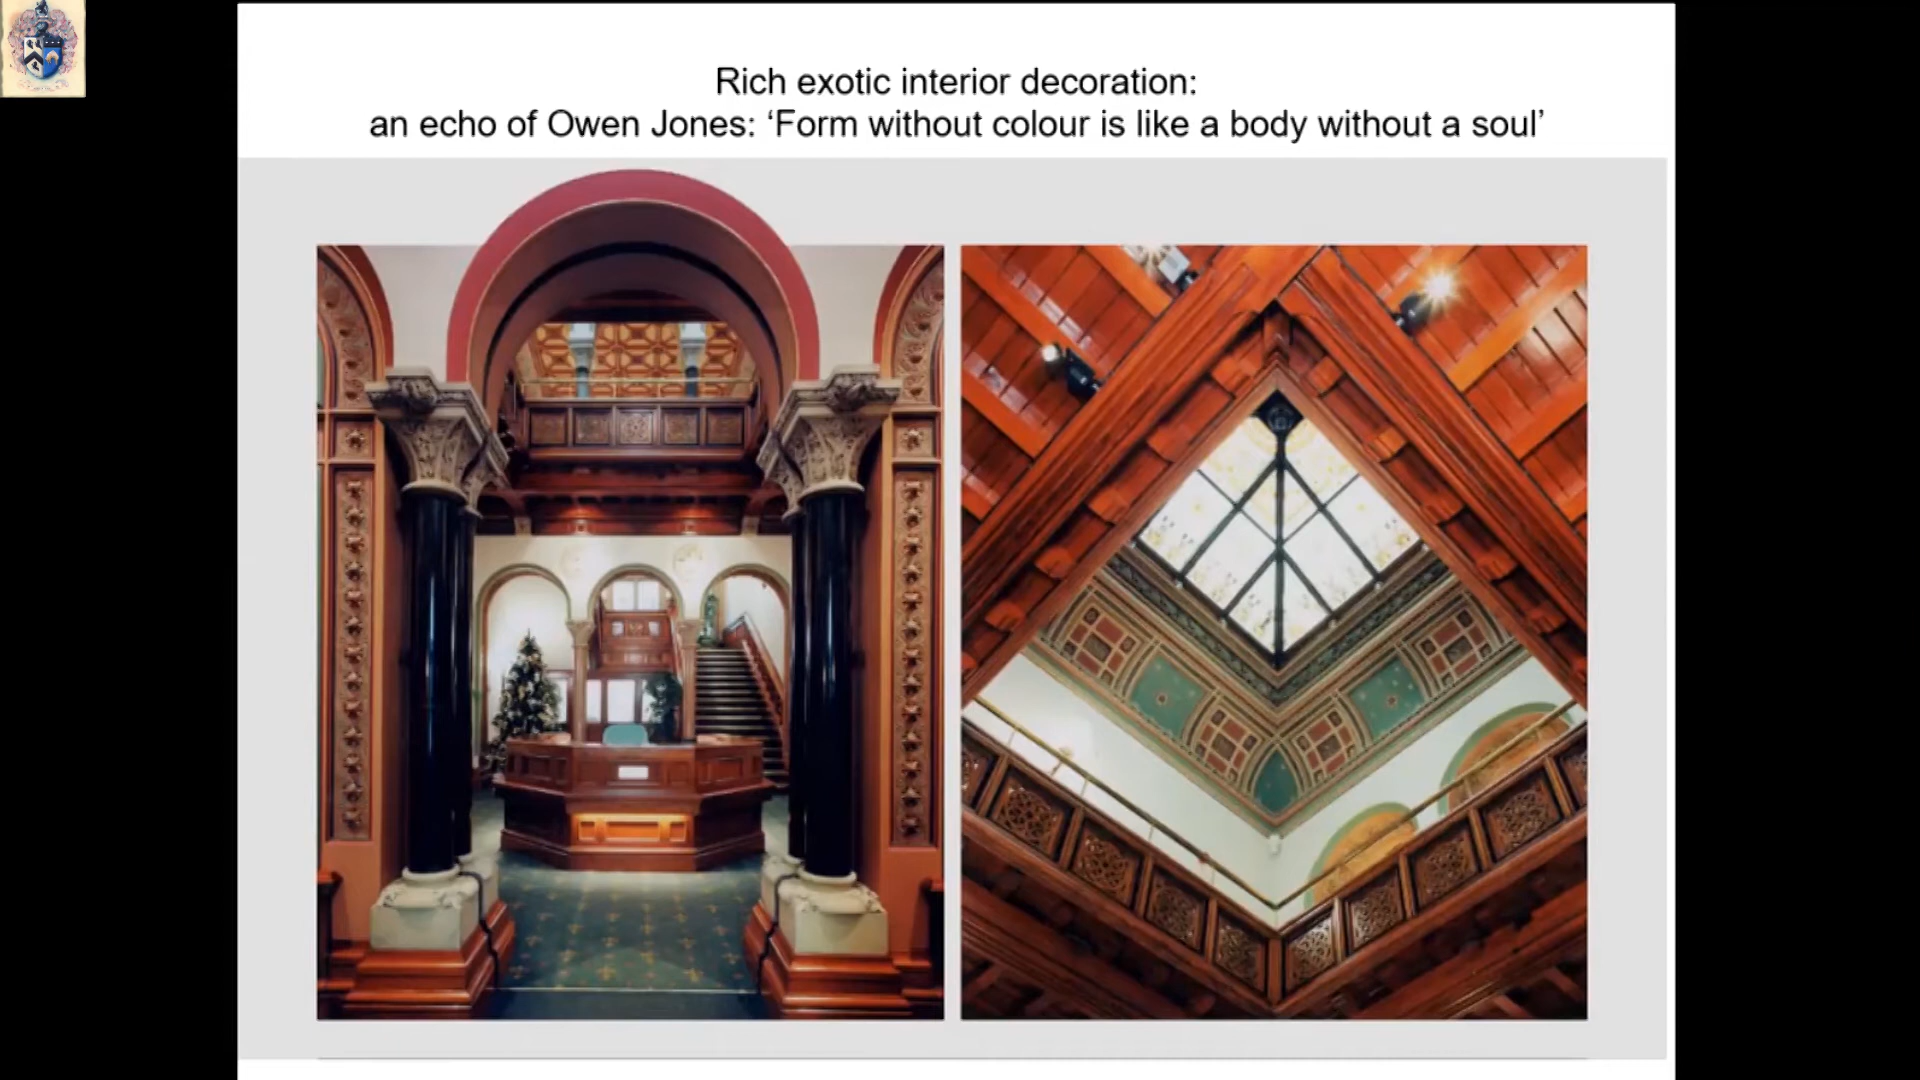 Rich exotic interior decoration:
an echo of Owen Jones: ‘Form without colour is like a body without a soul’